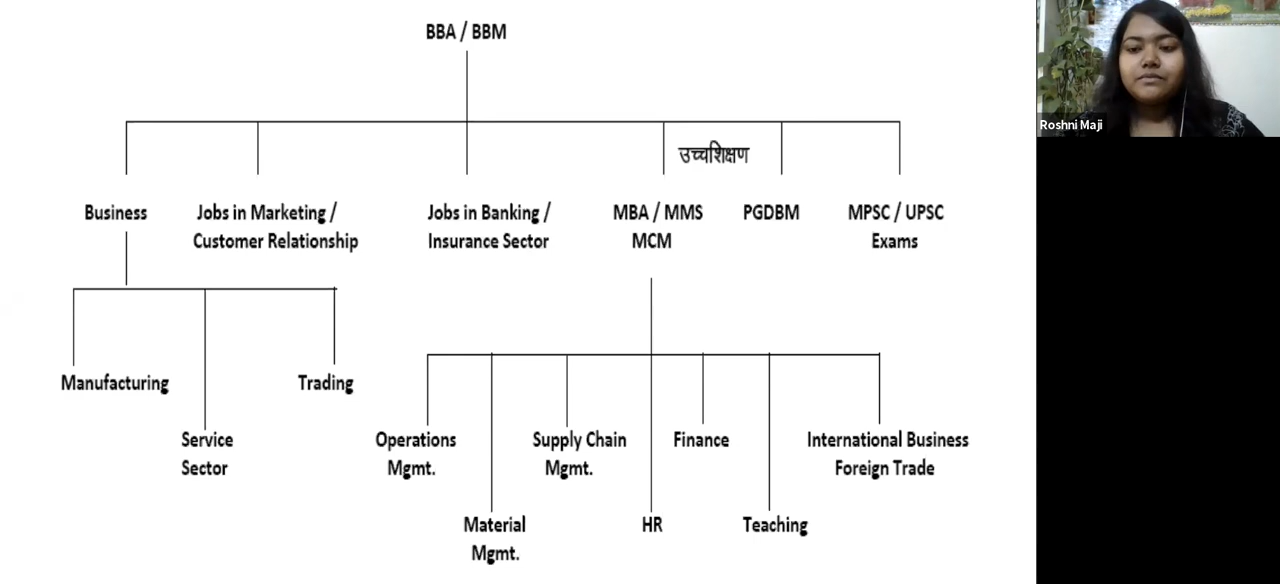 BBA / BBM
उच्चशिक्षण
Business
Jobs in Marketing /
Customer Relationship
Jobs in Banking /
Insurance Sector
MBA / MMS
MCM
PGDBM
MPSC / UPSC
Exams
Manufacturing
Service
Sector
Trading
Operations
Mgmt.
Material
Mgmt.
Supply Chain
Mgmt.
HR
Finance
Teaching
International Business
Foreign Trade
Roshni Maji